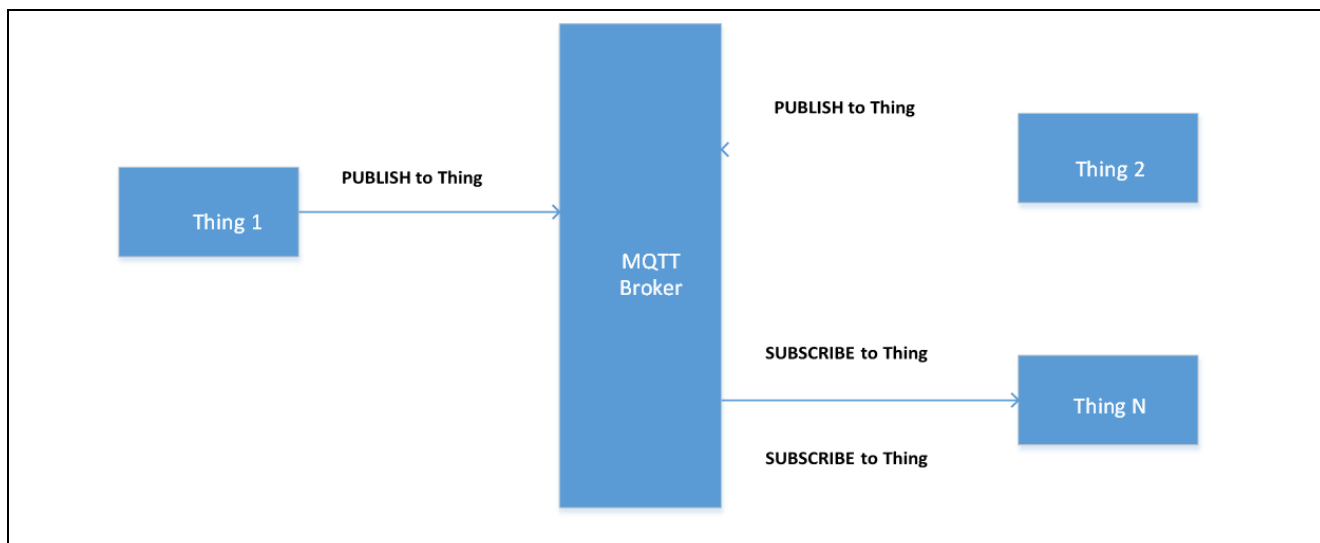 PUBLISH to Thing
Thing 1
MQTT
Broker
PUBLISH to Thing
Thing 2
SUBSCRIBE to Thing
Thing N
SUBSCRIBE to Thing